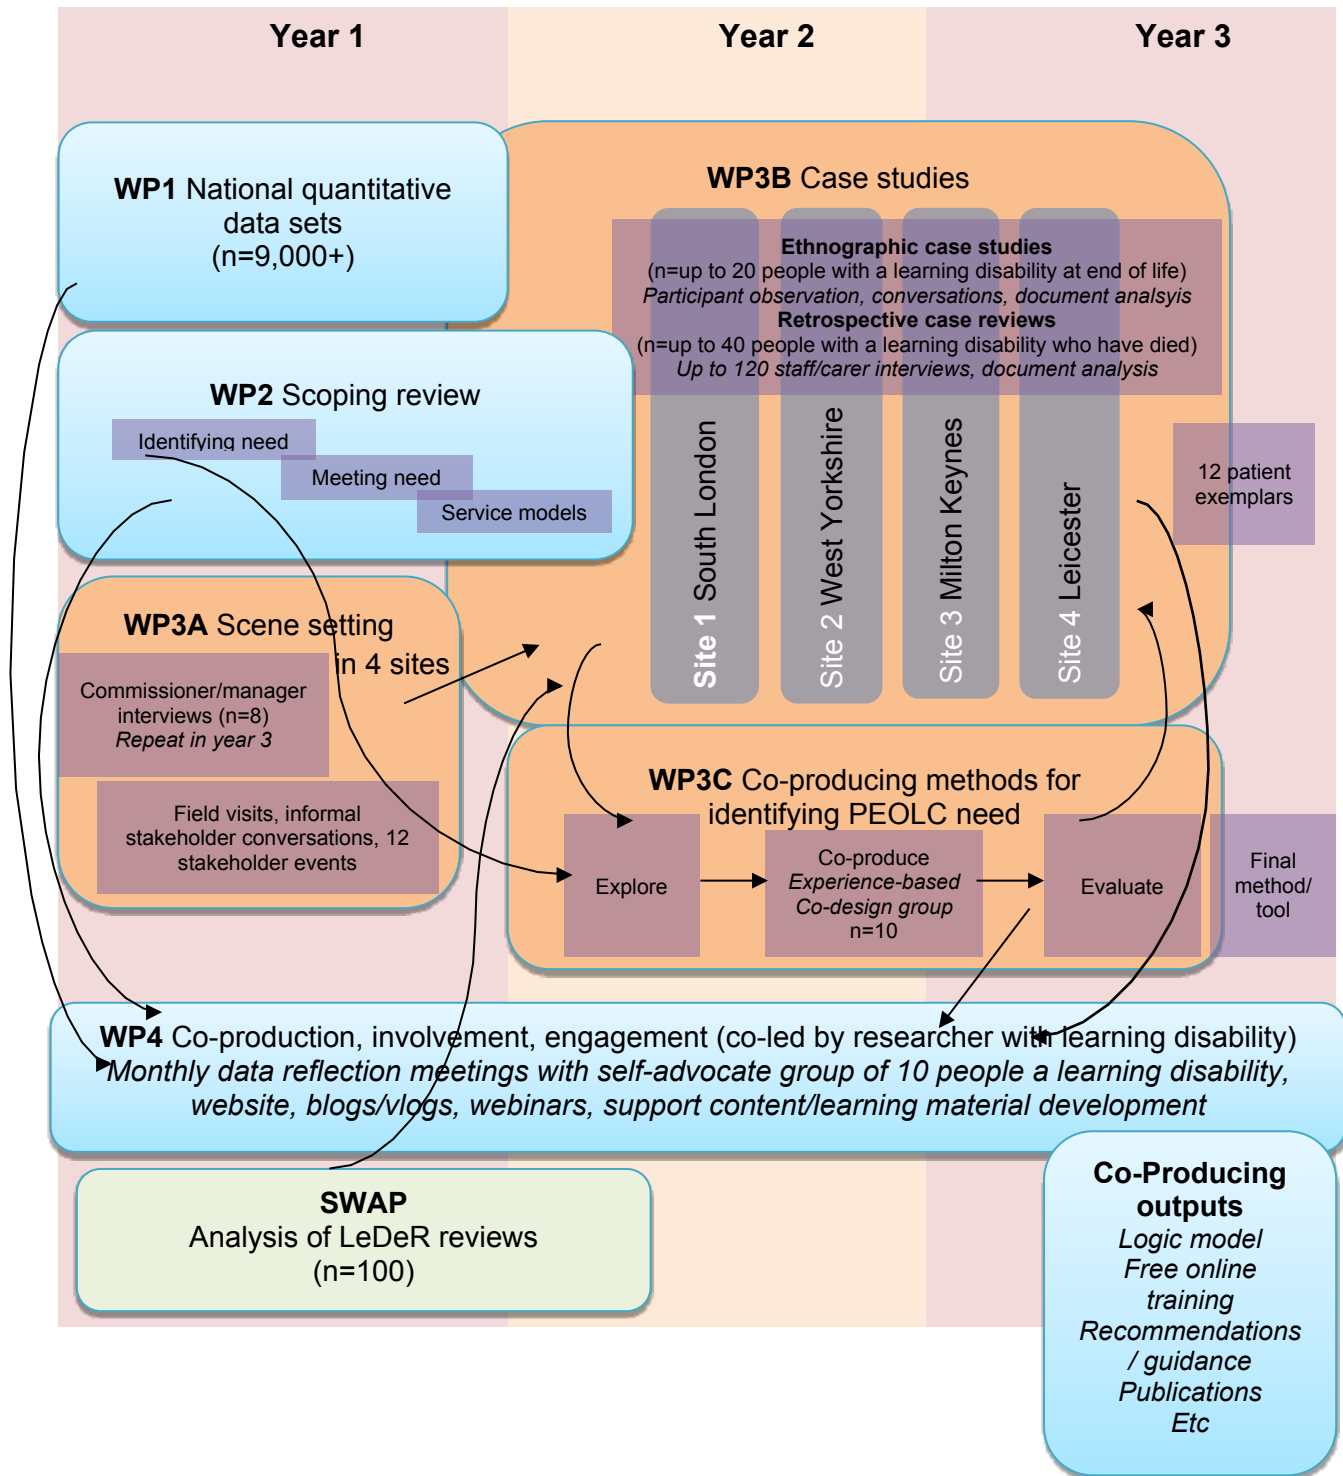 Year 1
Year 2
Year 3
WP1 National quantitative
data sets
(n=9,000+)
WP3B Case studies
Ethnographic case studies
(n=up to 20 people with a learning disability at end of life)
Participant observation, conversations, document analsyis
Retrospective case reviews
(n=up to 40 people with a learning disability who have died)
Up to 120 staff/carer interviews, document analysis
Site 1 South London
Site 2 West Yorkshire
Site 3 Milton Keynes
Site 4 Leicester
12 patient
exemplars
WP2 Scoping review
Identifying need
Meeting need
Service models
WP3A Scene setting
in 4 sites
Commissioner/manager
interviews (n=8)
Repeat in year 3
Field visits, informal
stakeholder conversations, 12
stakeholder events
WP3C Co-producing methods for
identifying PEOLC need
Explore
Co-produce
Experience-based
Co-design group
n=10
Evaluate
Final
method/
tool
WP4 Co-production, involvement, engagement (co-led by researcher with learning disability)
Monthly data reflection meetings with self-advocate group of 10 people a learning disability,
website, blogs/vlogs, webinars, support content/learning material development
SWAP
Analysis of LeDeR reviews
(n=100)
Co-Producing
outputs
Logic model
Free online
training
Recommendations
/ guidance
Publications
Etc